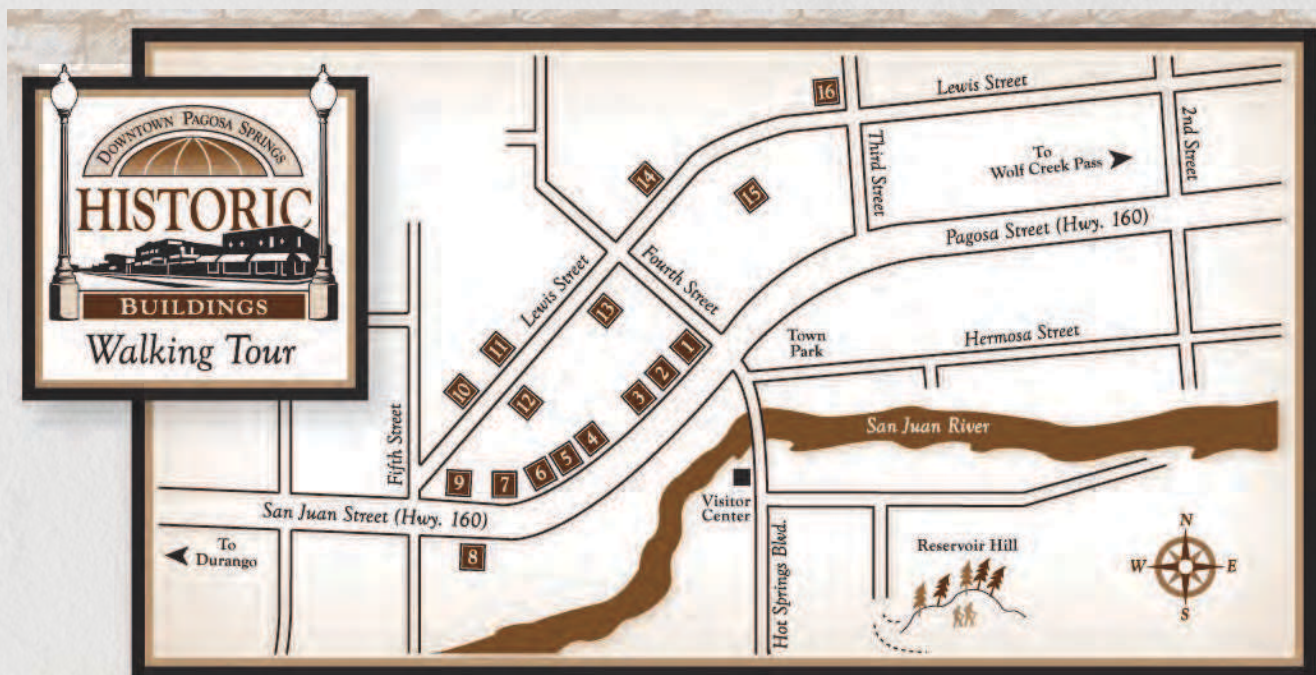 DOWNTOWN PAGOSA SPRINGS
HISTORIC
BUILDINGS
Walking Tour
16
Lewis Street
2nd Street
Third Street
To
Wolf Creek Pass
14
15
Pagosa Street (Hwy. 160)
Fourth Street
Lewis Street
13
Town
Park
Hermosa Street
11
10
12
1
2
3
4
5
6
7
9
8
Fifth Street
San Juan River
San Juan Street (Hwy. 160)
To
Durango
Visitor
Center
Hot Springs Blvd.
Reservoir Hill
N
W
E
S